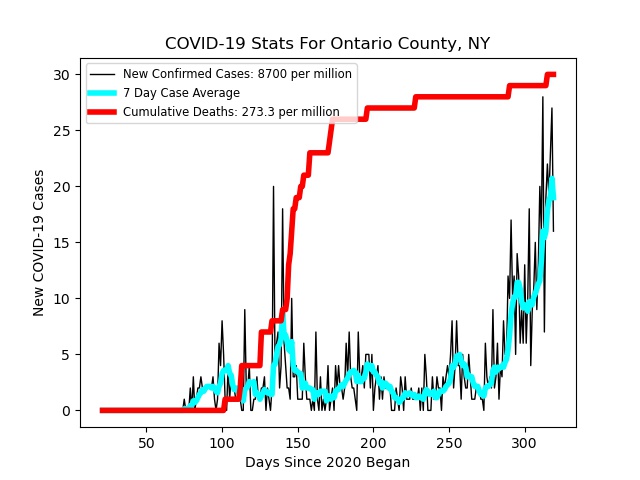 COVID-19 Stats For Ontario County, NY
New Confirmed Cases: 8700 per million
7 Day Case Average
Cumulative Deaths: 273.3 per million
New COVID-19 Cases
30
25
20
15
10
5
0
50
100
150
200
250
300
Days Since 2020 Began